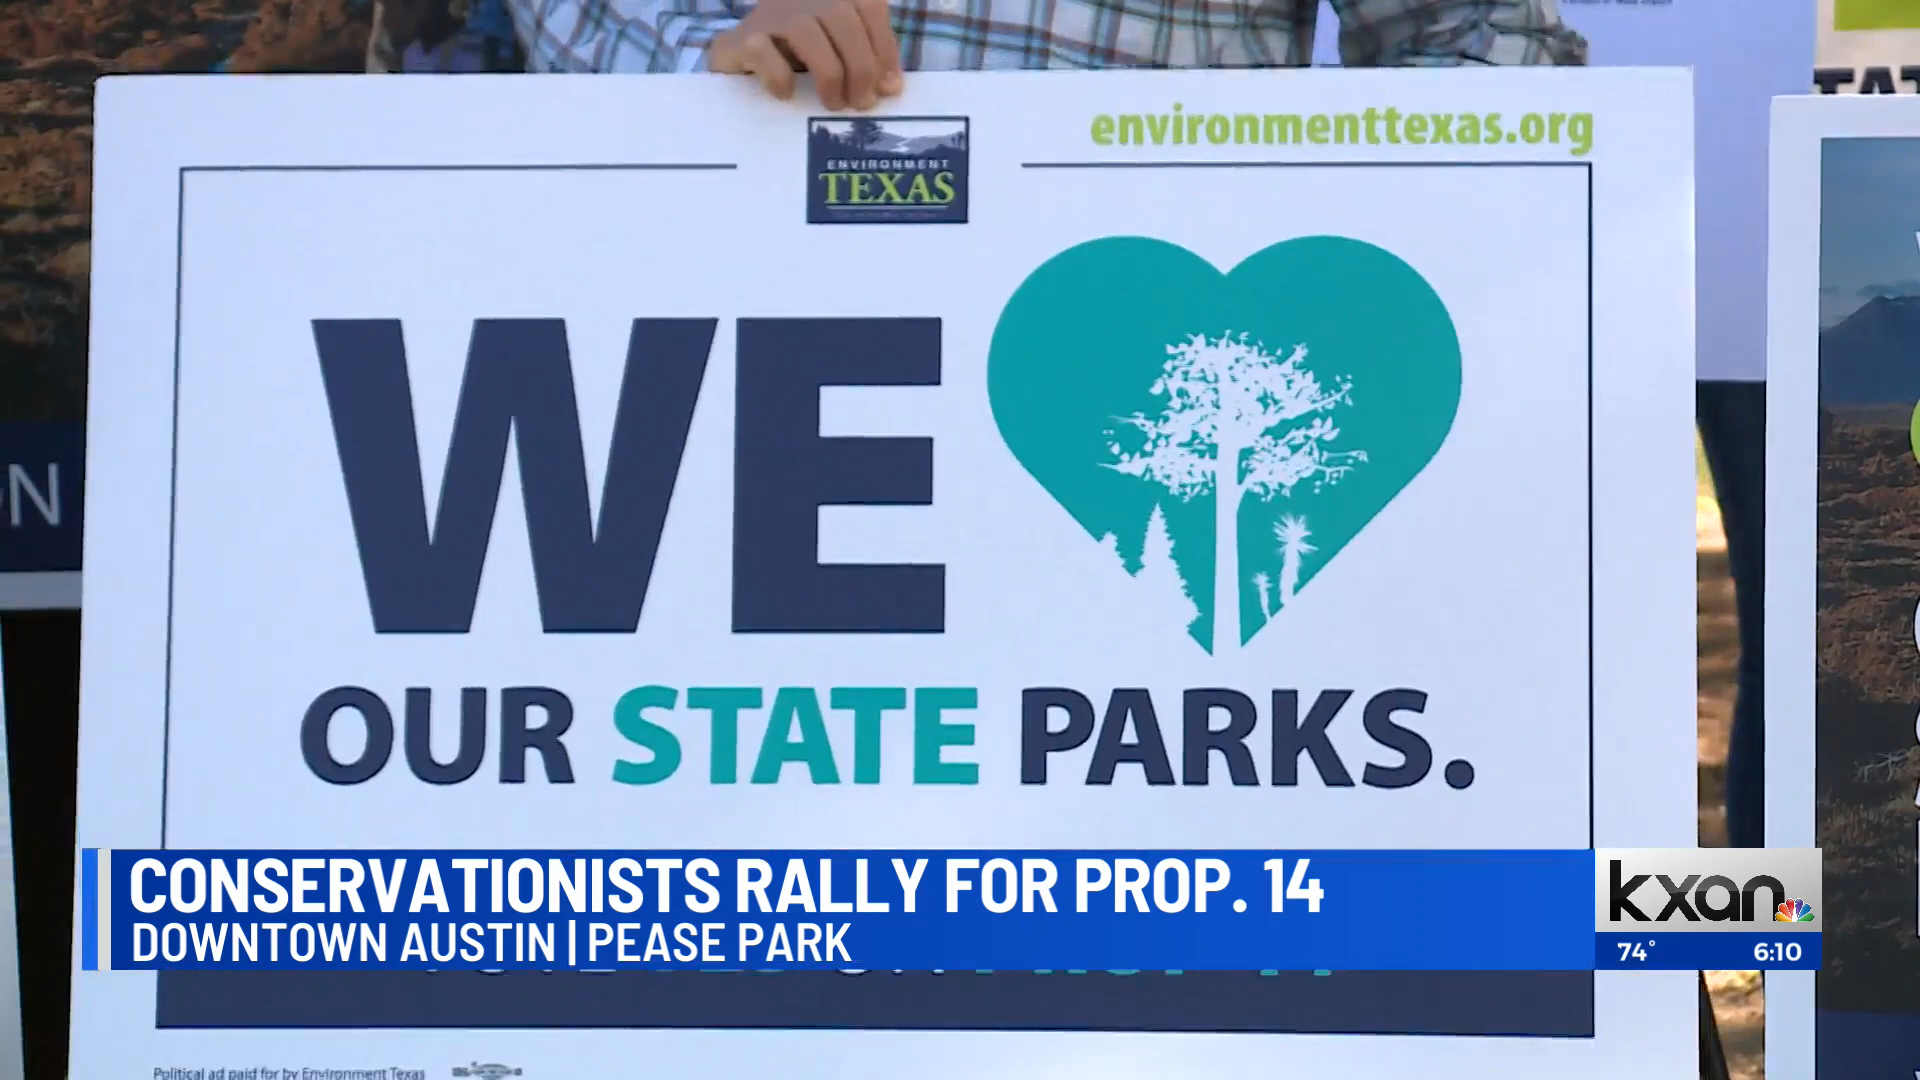 environmenttexas.org
ENVIRONMENT
TEXAS
WE
OUR STATE PARKS.
CONSERVATIONISTS RALLY FOR PROP. 14
DOWNTOWN AUSTIN | PEASE PARK
kxan
74° 6:10
Political ad paid for by Environment Texas